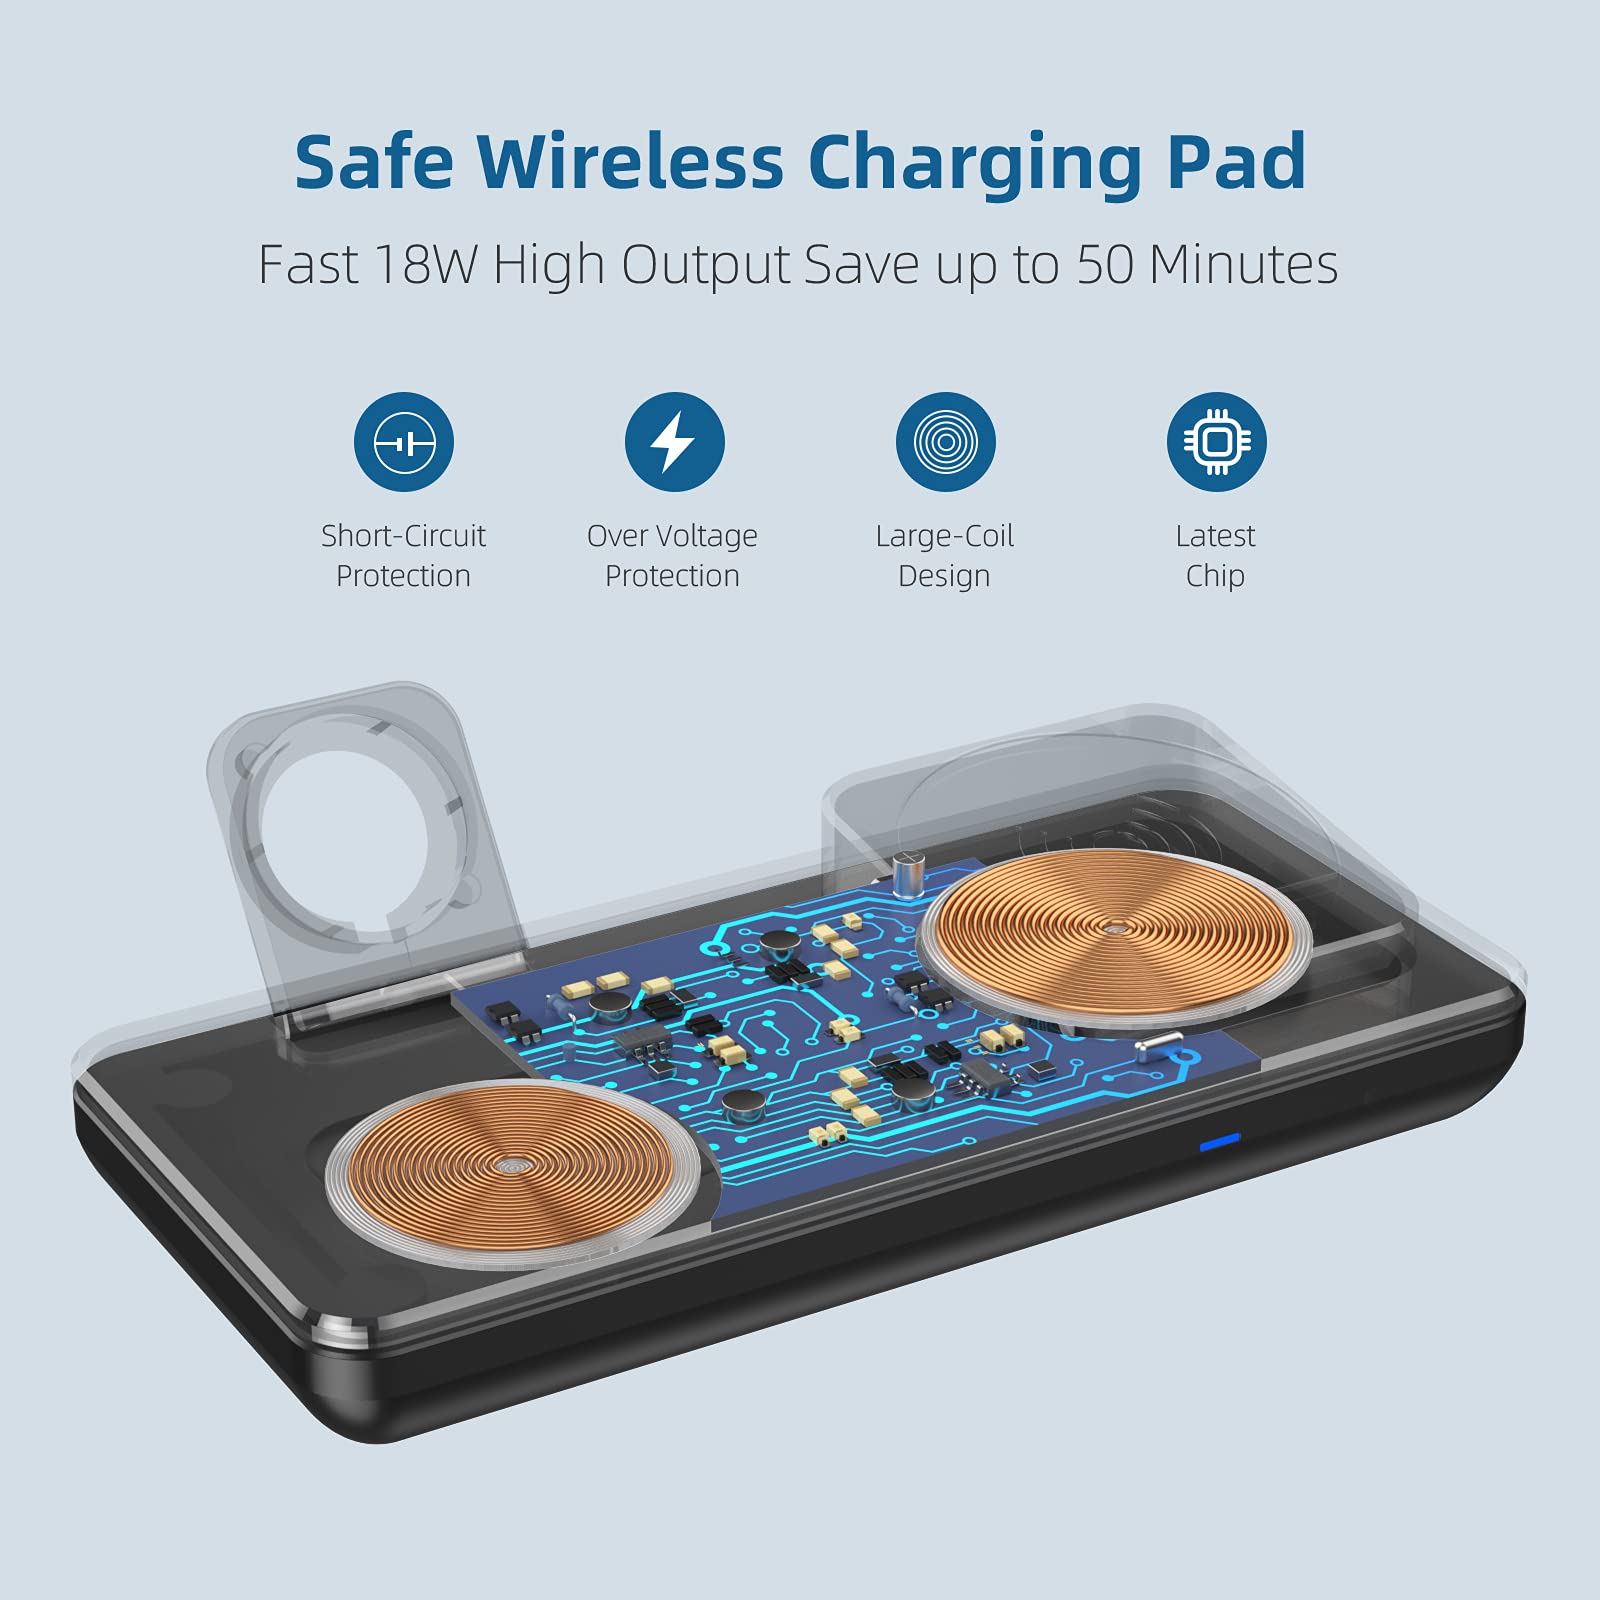 Safe Wireless Charging Pad
Fast 18W High Output Save up to 50 Minutes
Short-Circuit
Protection
Over Voltage
Protection
Large-Coil
Design
Latest
Chip